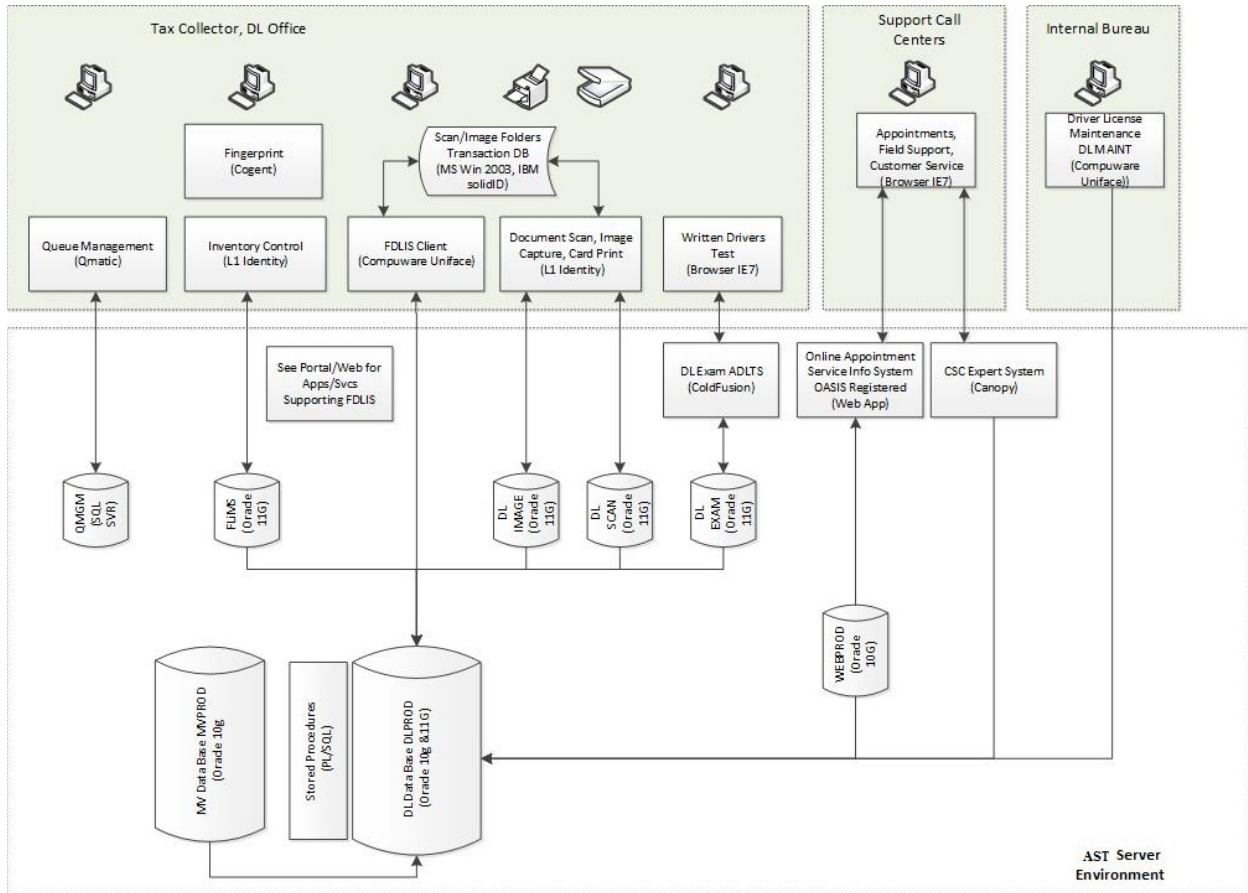 Tax Collector, DL Office
Support Call
Centers
Internal Bureau
Fingerprint
(Cogent)
Scan/Image Folders
Transaction DB
(MS Win 2003, IBM
solidID)
Appointments,
Field Support,
Customer Service
(Browser IE7)
Driver License
Maintenance
DL MAINT
(Compuware
Uniface))
Queue Management
(Qmatic)
Inventory Control
(L1 Identity)
FDLIS Client
(Compuware Uniface)
Document Scan, Image
Capture, Card Print
(L1 Identity)
Written Drivers
Test
(Browser IE7)
See Portal/Web for
Apps/Svcs
Supporting FDLIS
DL Exam ADLTS
(ColdFusion)
Online Appointment
Service Info System
OASIS Registered
(Web App)
CSC Expert System
(Canopy)
QMGM
(SQL
SVR)
FLiMS
(Oracle
11G)
DL
IMAGE
(Oracle
11G)
DL
SCAN
(Oracle
11G)
DL
EXAM
(Oracle
11G)
WEBPROD
(Oracle
10G)
MV Data Base MVPROD
(Oracle 10g
Stored Procedures
(PL/SQL)
DLData Base DLPROD
(Oracle 10g &11G)
AST Server
Environment